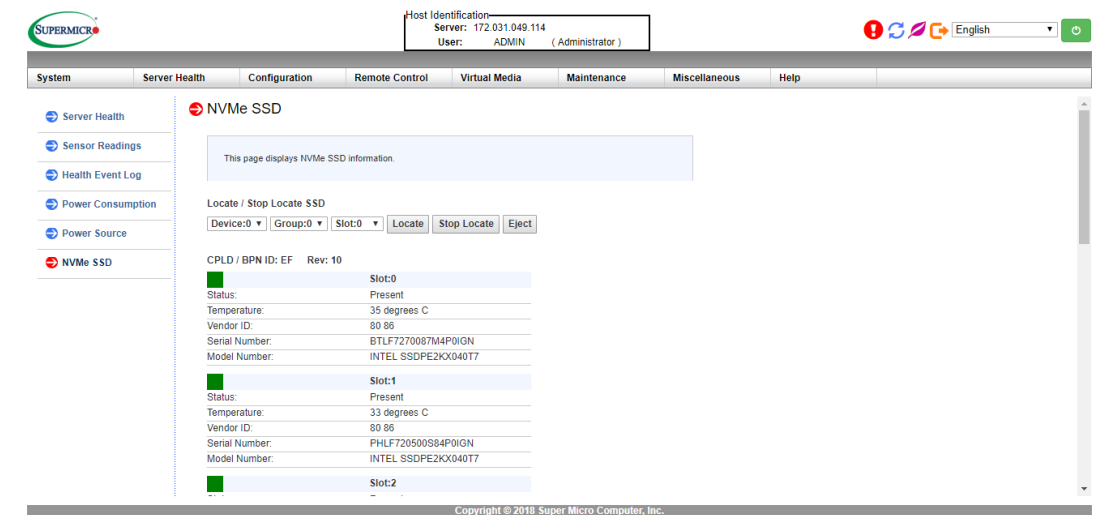 SUPERMICR
Host Identification
Server: 172.031.049.114
User: ADMIN ( Administrator )
English
System Server Health Configuration Remote Control Virtual Media Maintenance Miscellaneous Help
Server Health
Sensor Readings
Health Event Log
Power Consumption
Power Source
NVMe SSD
NVMe SSD
This page displays NVMe SSD information.
Locate / Stop Locate SSD
Device:0 Group:0 Slot:0 Locate Stop Locate Eject
CPLD / BPN ID: EF Rev: 10
Slot:0
Status: Present
Temperature: 35 degrees C
Vendor ID: 80 86
Serial Number: BTLF7270087M4P0IGN
Model Number: INTEL SSDPE2KX040T7
Slot:1
Status: Present
Temperature: 33 degrees C
Vendor ID: 80 86
Serial Number: PHLF720500S84P0IGN
Model Number: INTEL SSDPE2KX040T7
Slot:2
Copyright © 2018 Super Micro Computer, Inc.